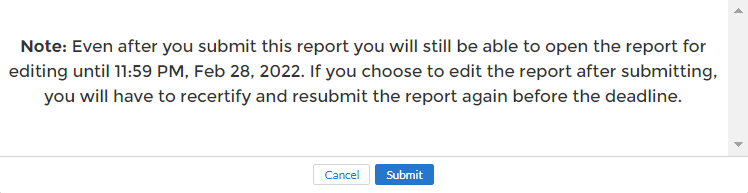 Note: Even after you submit this report you will still be able to open the report for
editing until 11:59 PM, Feb 28, 2022. If you choose to edit the report after submitting,
you will have to recertify and resubmit the report again before the deadline.
Cancel
Submit